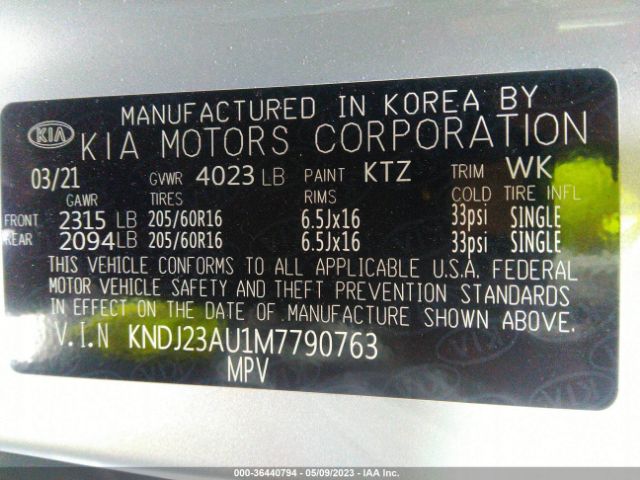 MANUFACTURED IN KOREA BY
KIA KIA MOTORS CORPORATION
03/21 GVWR 4023 LB PAINT KTZ TRIM WK
GAWR TIRES RIMS COLD TIRE INFL
FRONT 2315 LB 205/60R16 6.5Jx16 33psi SINGLE
REAR 2094 LB 205/60R16 6.5Jx16 33psi SINGLE
THIS VEHICLE CONFORMS TO ALL APPLICABLE U.S.A. FEDERAL
MOTOR VEHICLE SAFETY AND THEFT PREVENTION STANDARDS
IN EFFECT ON THE DATE OF MANUFACTURE SHOWN ABOVE.
V.I.N KNDJ23AU1M7790763
MPV
000-36440794 - 05/09/2023 - IAA Inc.